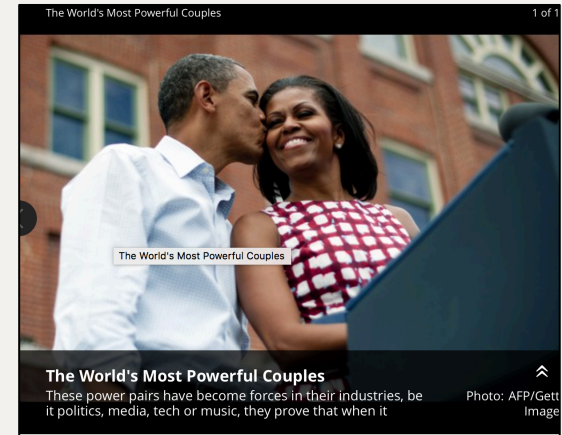 The World's Most Powerful Couples
1 of 1
The World's Most Powerful Couples
The World's Most Powerful Couples
These power pairs have become forces in their industries, be
it politics, media, tech or music, they prove that when it
Photo: AFP/Gett
Image